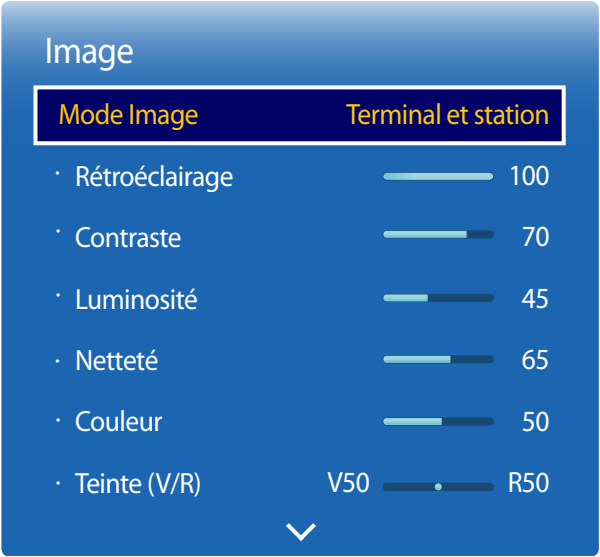 Image
Mode Image Terminal et station
· Rétroéclairage 100
· Contraste 70
· Luminosité 45
· Netteté 65
· Couleur 50
· Teinte (V/R) V50 R50